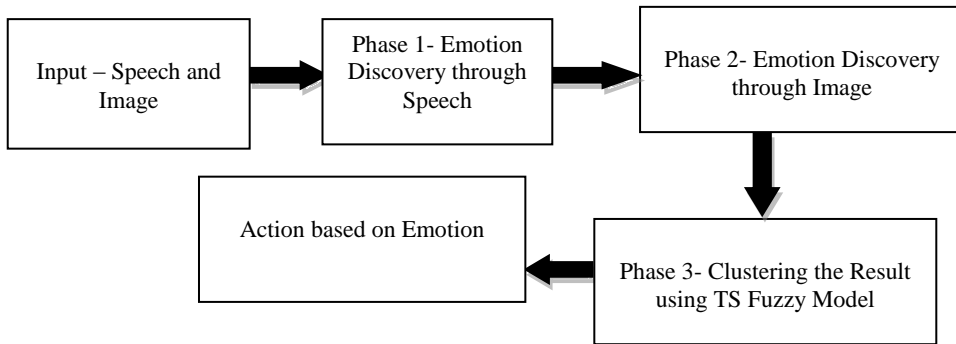 Input – Speech and
Image
Phase 1- Emotion
Discovery through
Speech
Phase 2- Emotion Discovery
through Image
Phase 3- Clustering the Result
using TS Fuzzy Model
Action based on Emotion